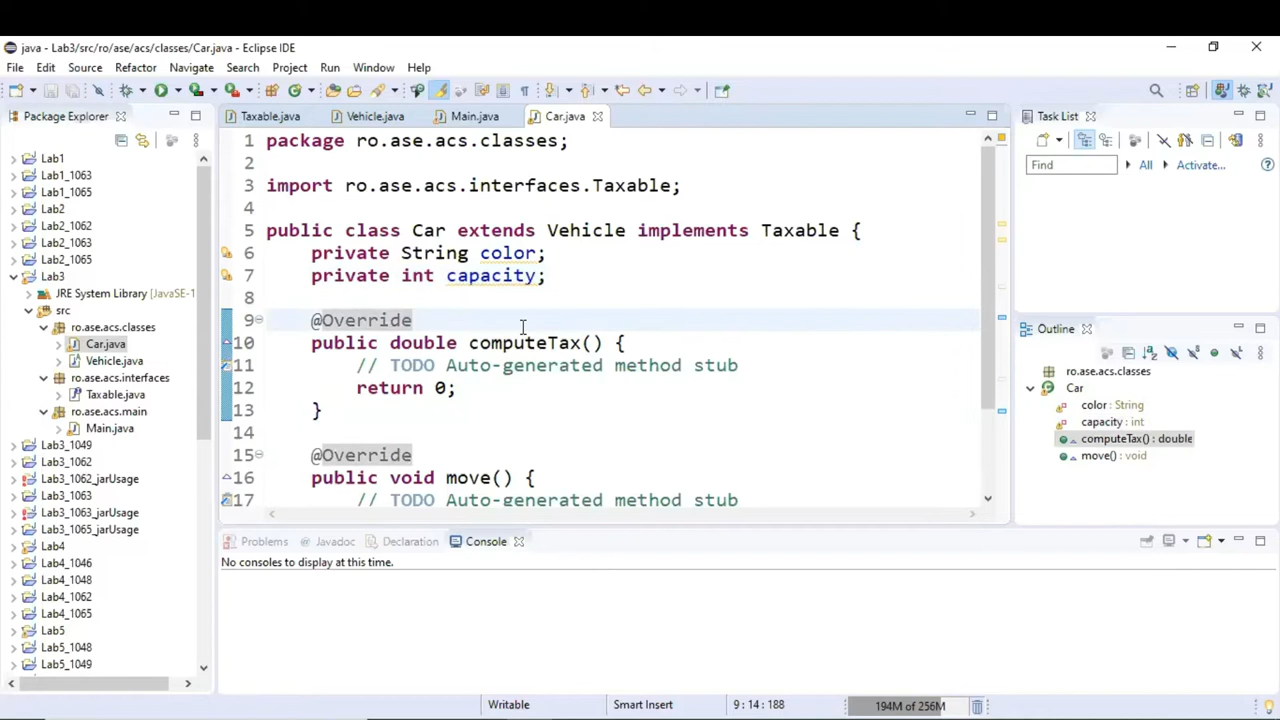 java - Lab3/src/ro/ase/acs/classes/Car.java - Eclipse IDE
File Edit Source Refactor Navigate Search Project Run Window Help
Package Explorer
Lab1
Lab1_1063
Lab1_1065
Lab2
Lab2_1062
Lab2_1063
Lab2_1065
Lab3
JRE System Library [JavaSE-1
src
ro.ase.acs.classes
Car.java
Vehicle.java
ro.ase.acs.interfaces
Taxable.java
ro.ase.acs.main
Main.java
Lab3_1049
Lab3_1062
Lab3_1062_jarUsage
Lab3_1063
Lab3_1063_jarUsage
Lab3_1065_jarUsage
Lab4
Lab4_1046
Lab4_1048
Lab4_1062
Lab4_1065
Lab5
Lab5_1048
Lab5_1049
Taxable.java Vehicle.java Main.java Car.java
1 package ro.ase.acs.classes;
2
3 import ro.ase.acs.interfaces.Taxable;
4
5 public class Car extends Vehicle implements Taxable {
6 private String color;
7 private int capacity;
8
9 @Override
10 public double computeTax() {
11 // TODO Auto-generated method stub
12 return 0;
13 }
14
15 @Override
16 public void move() {
17 // TODO Auto-generated method stub
Task List
Find All Activate...
Outline
ro.ase.acs.classes
Car
color : String
capacity : int
computeTax() : double
move() : void
Problems Javadoc Declaration Console
No consoles to display at this time.
Writable Smart Insert 9 : 14 : 188 194M of 256M